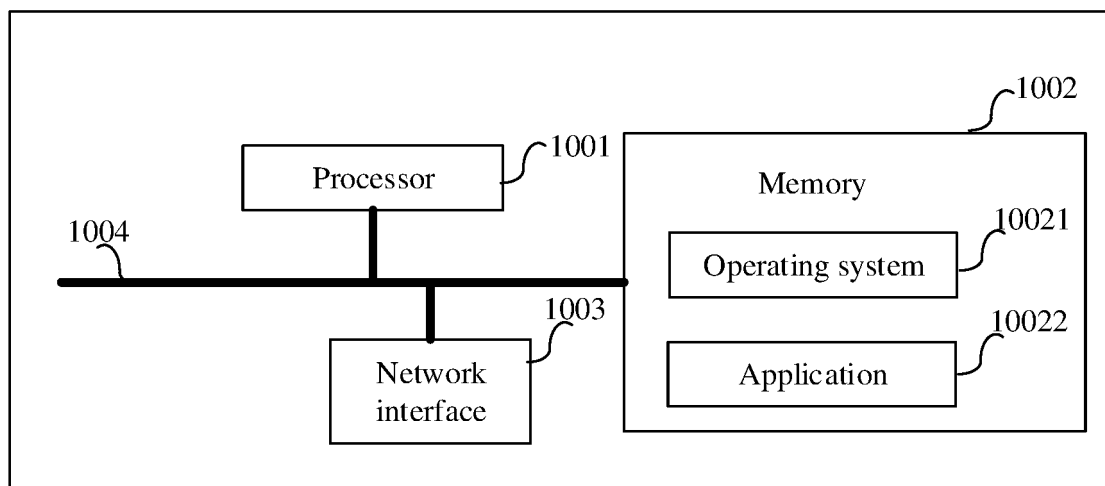 1002
1001
Processor
Memory
1004
10021
Operating system
1003
10022
Network
interface
Application